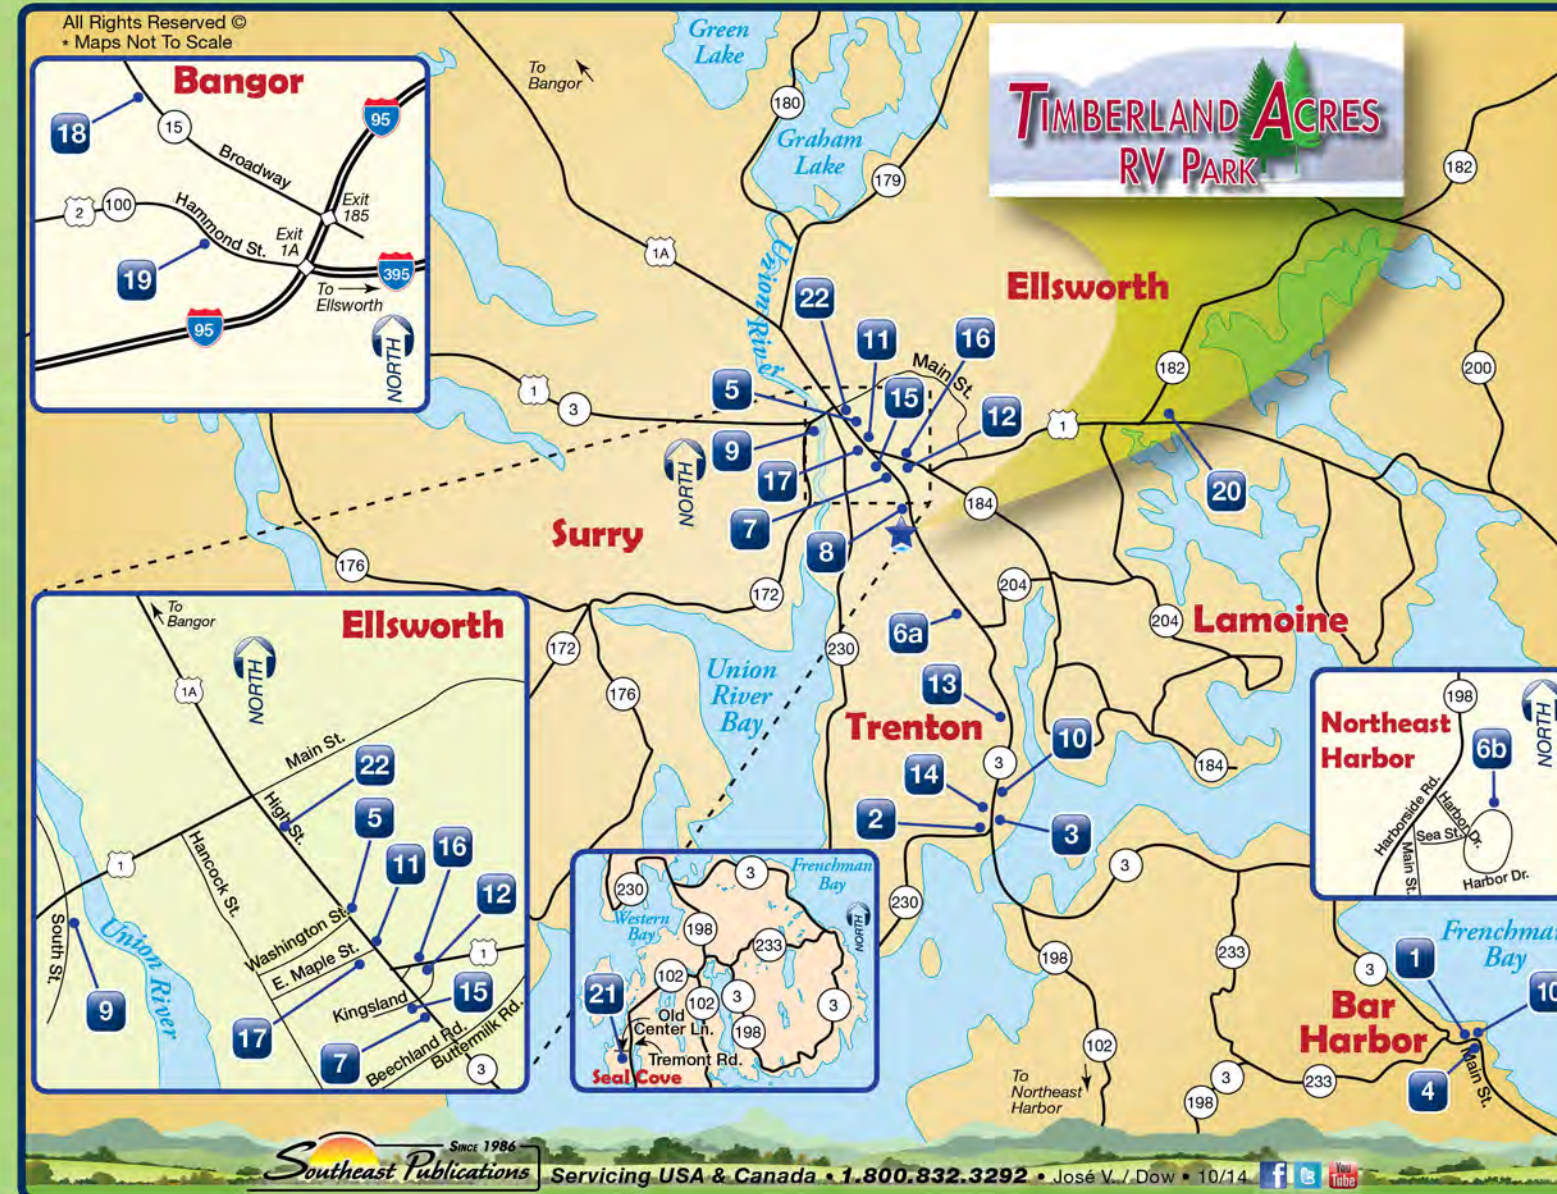 All Rights Reserved ©
* Maps Not To Scale
Bangor
18
15
95
Broadway
2
100
Hammond St.
Exit
185
Exit
1A
19
395
To
Ellsworth
95
NORTH
To
Bangor
Green
Lake
180
Graham
Lake
179
TIMBERLAND ACRES
RV PARK
182
1A
Union River
Ellsworth
22
11
16
Main St.
182
200
1
3
5
15
12
1
9
NORTH
17
20
184
Surry
7
8
176
172
204
6a
204
Lamoine
172
230
176
Union
River
Bay
13
Trenton
10
3
14
184
2
3
Ellsworth
To
Bangor
NORTH
1A
Main St.
22
High St.
5
11
16
Hancock St.
1
12
South St.
Washington St.
E. Maple St.
1
Union River
9
Kingsland
15
17
7
Beechland Rd.
Buttermilk Rd.
3
Northeast
Harbor
198
NORTH
6b
Harborside Rd.
Harbor Dr.
Sea St.
Main St.
Harbor Dr.
230
3
Frenchman
Bay
Western
Bay
198
NORTH
233
102
21
102
3
3
Old
Center Ln.
198
Tremont Rd.
Seal Cove
3
230
198
233
3
1
Frenchman
Bay
10
Bar
Harbor
102
To
Northeast
Harbor
3
198
233
4
Main St.
SINCE 1986
Southeast Publications
Servicing USA & Canada • 1.800.832.3292 • José V../ Dow • 10/14
You
Tube